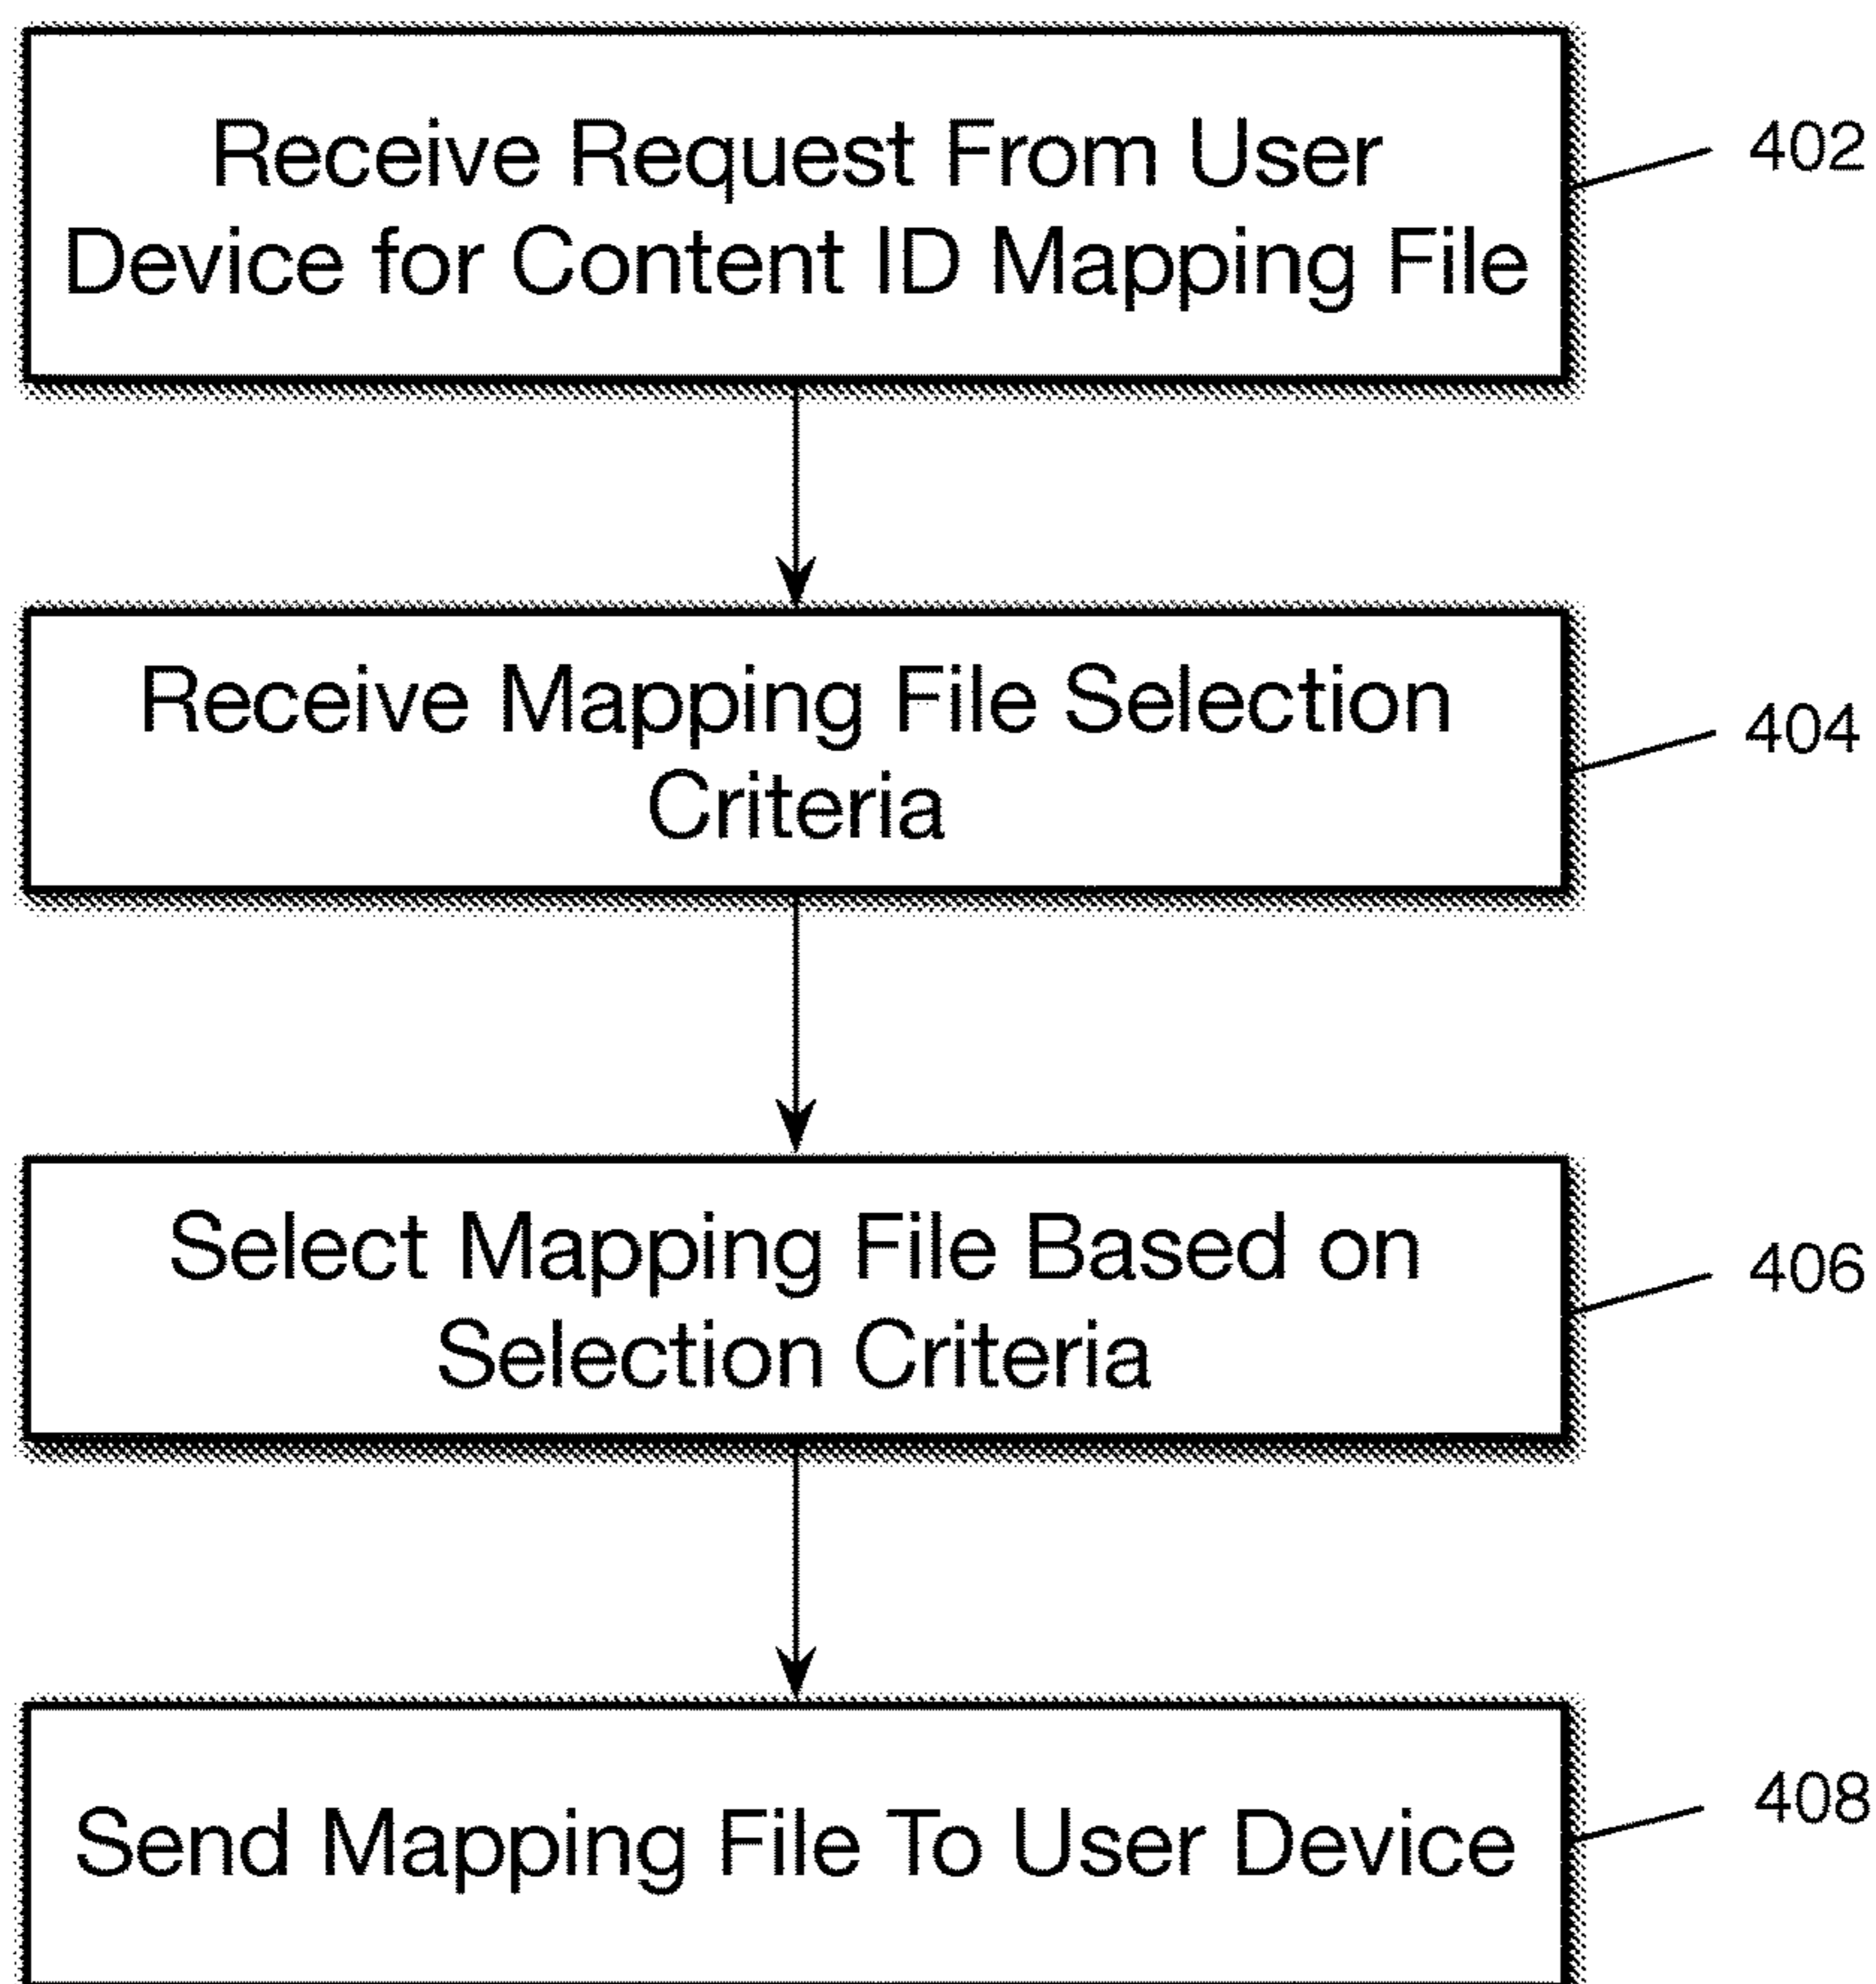 Receive Request From User
Device for Content ID Mapping File
402
Receive Mapping File Selection
Criteria
404
Select Mapping File Based on
Selection Criteria
406
Send Mapping File To User Device
408